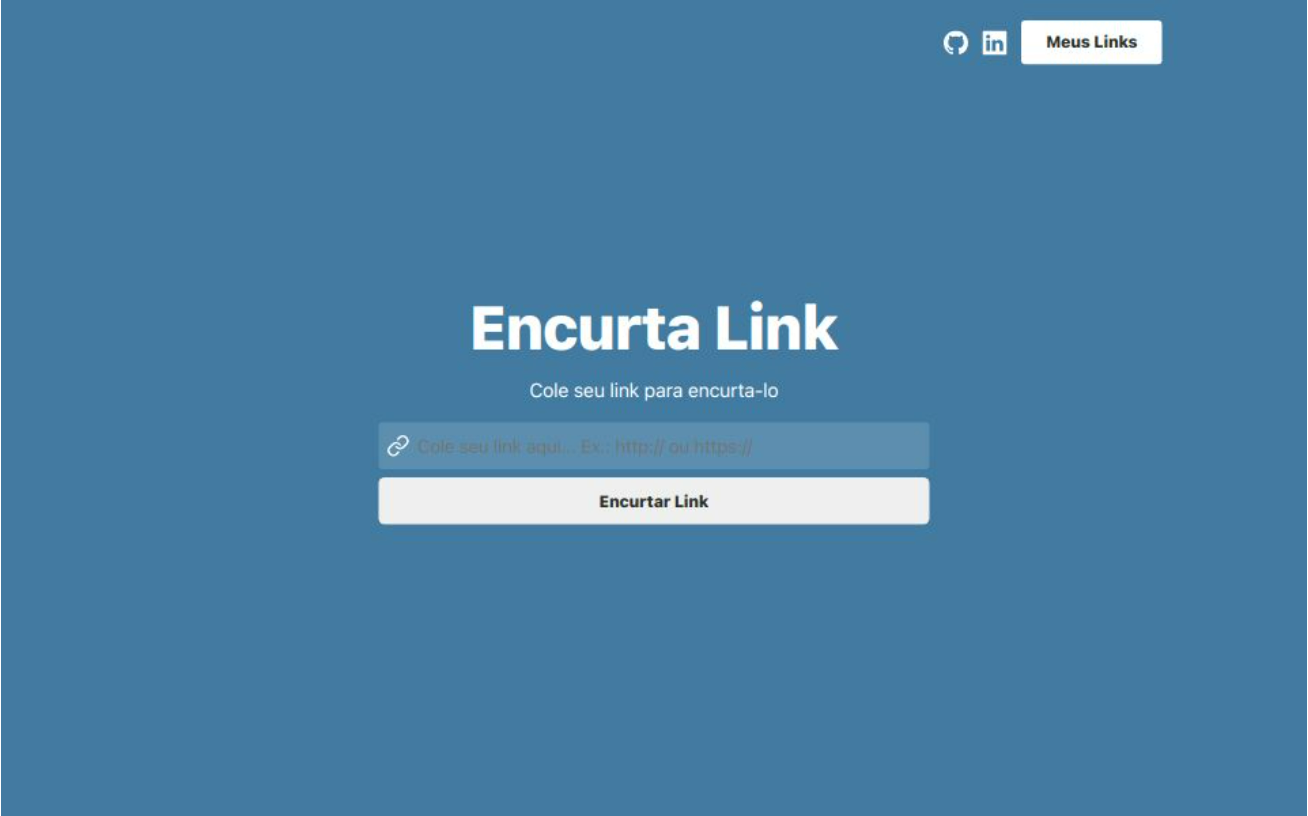 in Meus Links
Encurta Link
Cole seu link para encurta-lo
Cole seu link aqui... Ex.: http:// ou https://
Encurtar Link